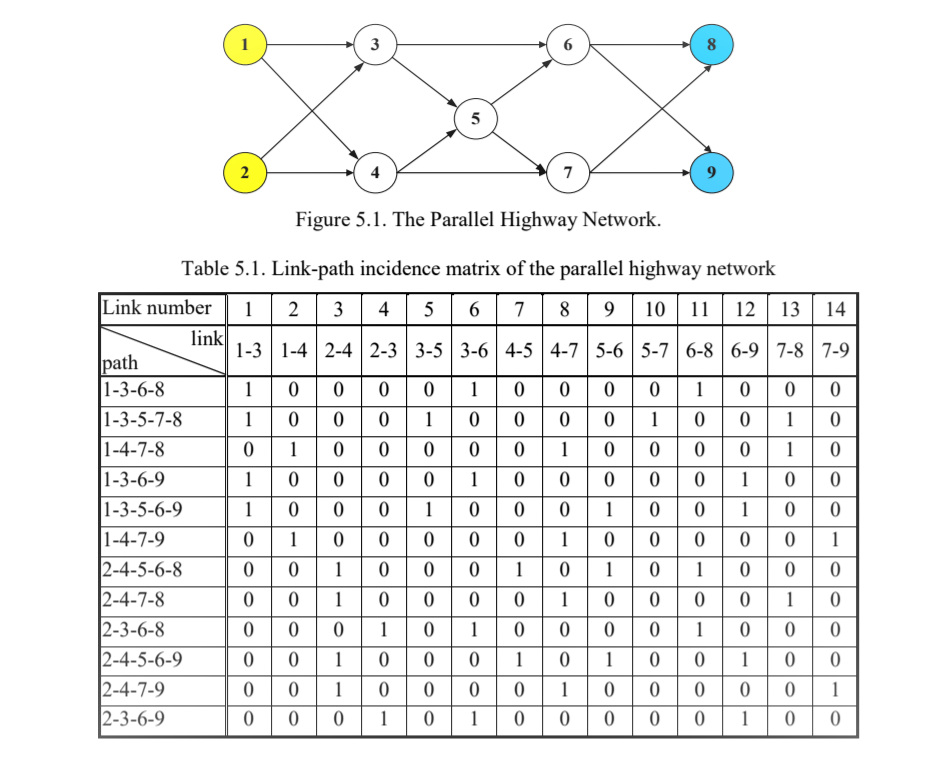 1 3 6 8
5
2 4 7 9
Figure 5.1. The Parallel Highway Network.
Table 5.1. Link-path incidence matrix of the parallel highway network
Link number 1 2 3 4 5 6 7 8 9 10 11 12 13 14
link
path 1-3 1-4 2-4 2-3 3-5 3-6 4-5 4-7 5-6 5-7 6-8 6-9 7-8 7-9
1-3-6-8 1 0 0 0 0 1 0 0 0 0 1 0 0 0
1-3-5-7-8 1 0 0 0 1 0 0 0 0 1 0 0 1 0
1-4-7-8 0 1 0 0 0 0 0 1 0 0 0 0 1 0
1-3-6-9 1 0 0 0 0 1 0 0 0 0 0 1 0 0
1-3-5-6-9 1 0 0 0 1 0 0 0 1 0 0 1 0 0
1-4-7-9 0 1 0 0 0 0 0 1 0 0 0 0 0 1
2-4-5-6-8 0 0 1 0 0 0 1 0 1 0 1 0 0 0
2-4-7-8 0 0 1 0 0 0 0 1 0 0 0 0 1 0
2-3-6-8 0 0 0 1 0 1 0 0 0 0 1 0 0 0
2-4-5-6-9 0 0 1 0 0 0 1 0 1 0 0 1 0 0
2-4-7-9 0 0 1 0 0 0 0 1 0 0 0 0 0 1
2-3-6-9 0 0 0 1 0 1 0 0 0 0 0 1 0 0